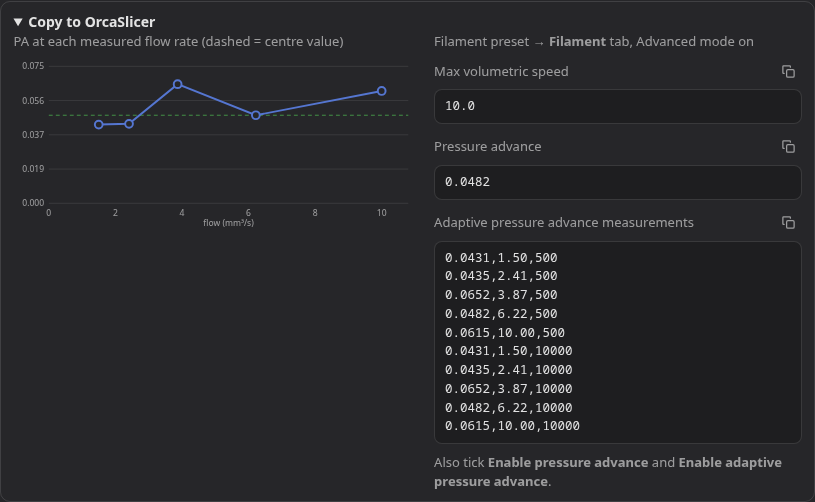 ▼ Copy to OrcaSlicer
PA at each measured flow rate (dashed = centre value)
0.075
0.056
0.037
0.019
0.000
0 2 4 6 8 10
flow (mm³/s)
Filament preset → Filament tab, Advanced mode on
Max volumetric speed
10.0
Pressure advance
0.0482
Adaptive pressure advance measurements
0.0431,1.50,500
0.0435,2.41,500
0.0652,3.87,500
0.0482,6.22,500
0.0615,10.00,500
0.0431,1.50,10000
0.0435,2.41,10000
0.0652,3.87,10000
0.0482,6.22,10000
0.0615,10.00,10000
Also tick Enable pressure advance and Enable adaptive
pressure advance.